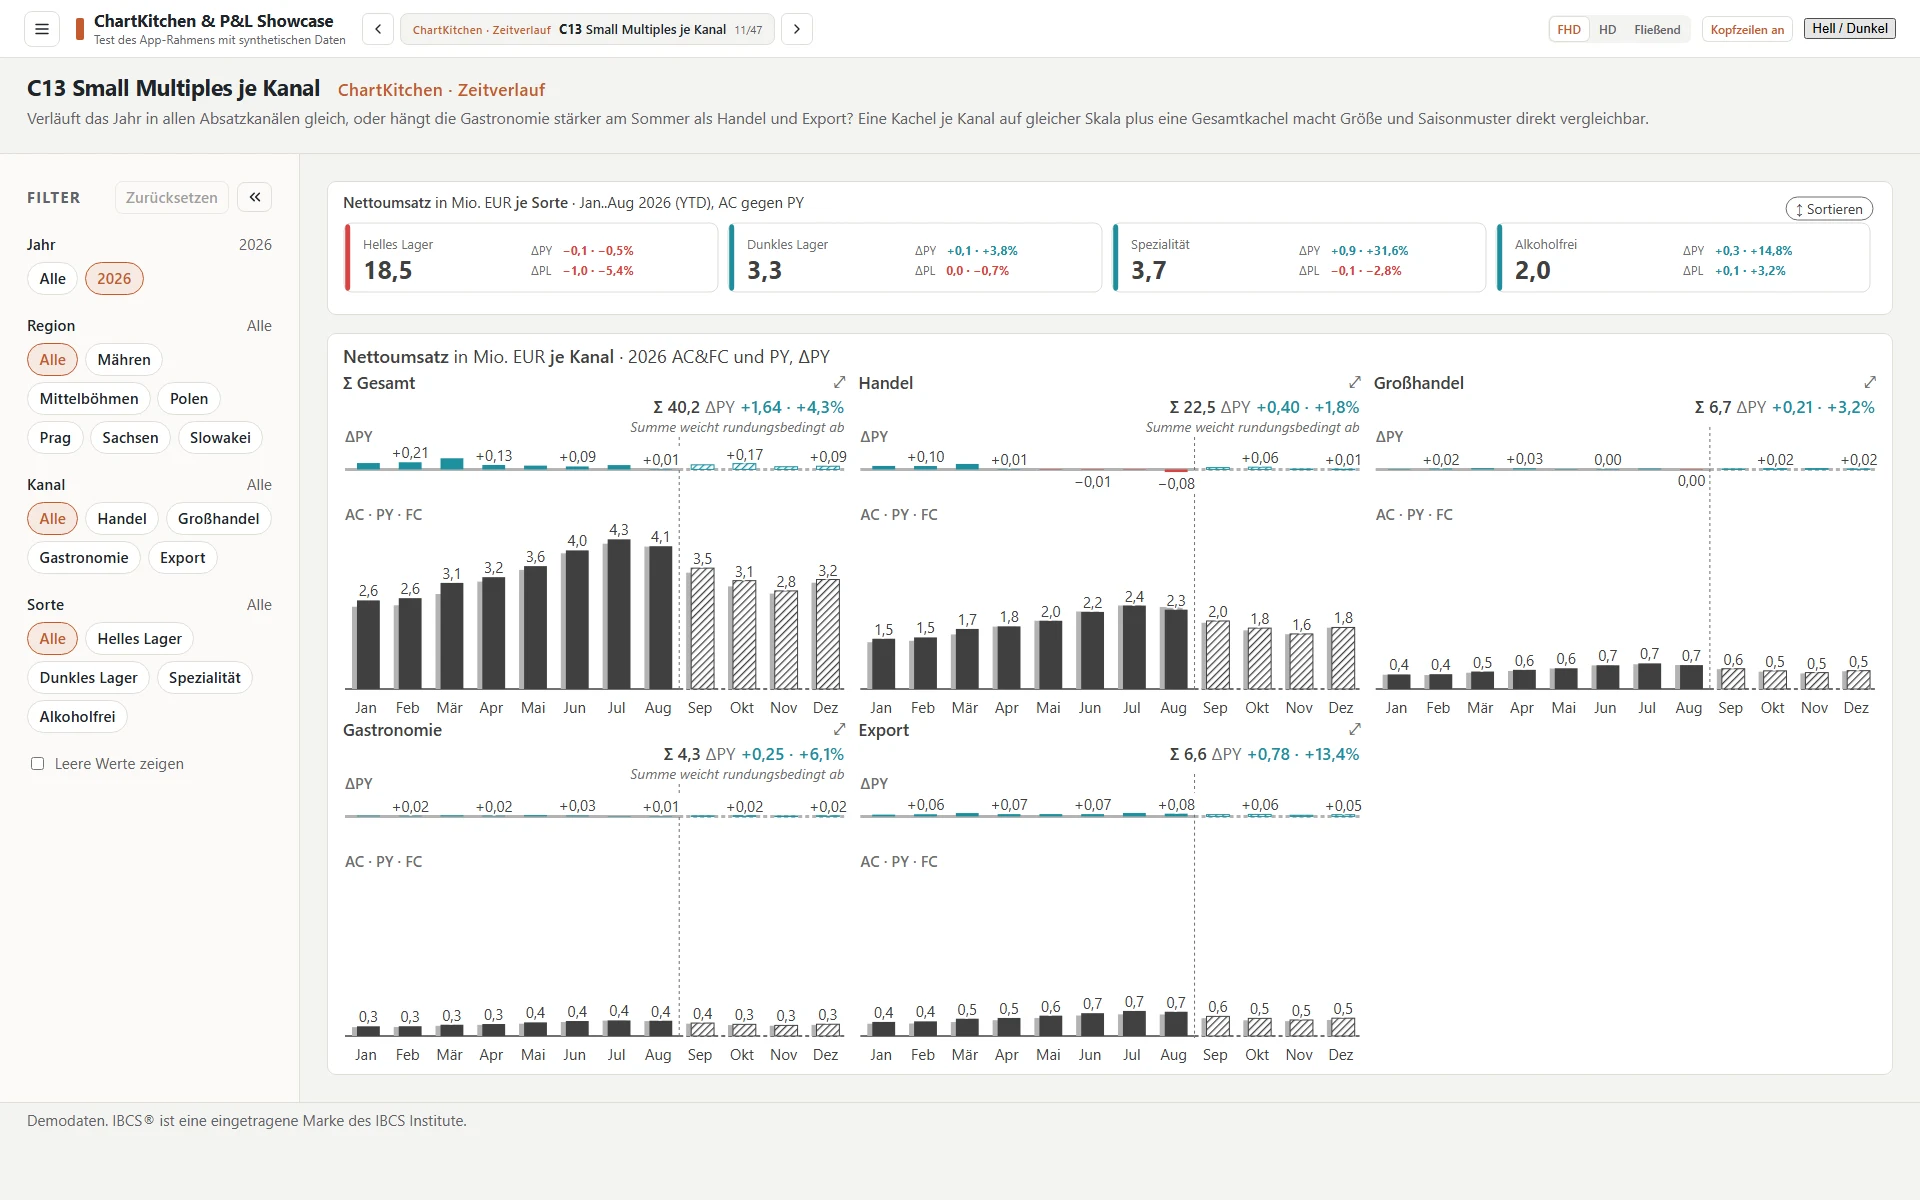 ChartKitchen & P&L Showcase
Test des App-Rahmens mit synthetischen Daten
ChartKitchen · Zeitverlauf C13 Small Multiples je Kanal 11/47
FHD HD Fließend Kopfzeilen an Hell / Dunkel
C13 Small Multiples je Kanal ChartKitchen · Zeitverlauf
Verläuft das Jahr in allen Absatzkanälen gleich, oder hängt die Gastronomie stärker am Sommer als Handel und Export? Eine Kachel je Kanal auf gleicher Skala plus eine Gesamtkachel macht Größe und Saisonmuster direkt vergleichbar.
FILTER Zurücksetzen «
Jahr 2026
Alle 2026
Region Alle
Alle Mähren
Mittelböhmen Polen
Prag Sachsen Slowakei
Kanal Alle
Alle Handel Großhandel
Gastronomie Export
Sorte Alle
Alle Helles Lager
Dunkles Lager Spezialität
Alkoholfrei
Leere Werte zeigen
Nettoumsatz in Mio. EUR je Sorte · Jan..Aug 2026 (YTD), AC gegen PY
↕ Sortieren
Helles Lager
18,5
ΔPY −0,1 · −0,5%
ΔPL −1,0 · −5,4%
Dunkles Lager
3,3
ΔPY +0,1 · +3,8%
ΔPL 0,0 · −0,7%
Spezialität
3,7
ΔPY +0,9 · +31,6%
ΔPL −0,1 · −2,8%
Alkoholfrei
2,0
ΔPY +0,3 · +14,8%
ΔPL +0,1 · +3,2%
Nettoumsatz in Mio. EUR je Kanal · 2026 AC&FC und PY, ΔPY
Σ Gesamt
Σ 40,2 ΔPY +1,64 · +4,3%
Summe weicht rundungsbedingt ab
ΔPY
+0,21 +0,13 +0,09 +0,01 +0,17 +0,09
AC · PY · FC
2,6 2,6 3,1 3,2 3,6 4,0 4,3 4,1 3,5 3,1 2,8 3,2
Jan Feb Mär Apr Mai Jun Jul Aug Sep Okt Nov Dez
Handel
Σ 22,5 ΔPY +0,40 · +1,8%
Summe weicht rundungsbedingt ab
ΔPY
+0,10 +0,01 −0,01 −0,08 +0,06 +0,01
AC · PY · FC
1,5 1,5 1,7 1,8 2,0 2,2 2,4 2,3 2,0 1,8 1,6 1,8
Jan Feb Mär Apr Mai Jun Jul Aug Sep Okt Nov Dez
Großhandel
Σ 6,7 ΔPY +0,21 · +3,2%
ΔPY
+0,02 +0,03 0,00 0,00 +0,02 +0,02
AC · PY · FC
0,4 0,4 0,5 0,6 0,6 0,7 0,7 0,7 0,6 0,5 0,5 0,5
Jan Feb Mär Apr Mai Jun Jul Aug Sep Okt Nov Dez
Gastronomie
Σ 4,3 ΔPY +0,25 · +6,1%
Summe weicht rundungsbedingt ab
ΔPY
+0,02 +0,02 +0,03 +0,01 +0,02 +0,02
AC · PY · FC
0,3 0,3 0,3 0,3 0,4 0,4 0,4 0,4 0,4 0,3 0,3 0,3
Jan Feb Mär Apr Mai Jun Jul Aug Sep Okt Nov Dez
Export
Σ 6,6 ΔPY +0,78 · +13,4%
ΔPY
+0,06 +0,07 +0,07 +0,08 +0,06 +0,05
AC · PY · FC
0,4 0,4 0,5 0,5 0,6 0,7 0,7 0,7 0,6 0,5 0,5 0,5
Jan Feb Mär Apr Mai Jun Jul Aug Sep Okt Nov Dez
Demodaten. IBCS® ist eine eingetragene Marke des IBCS Institute.